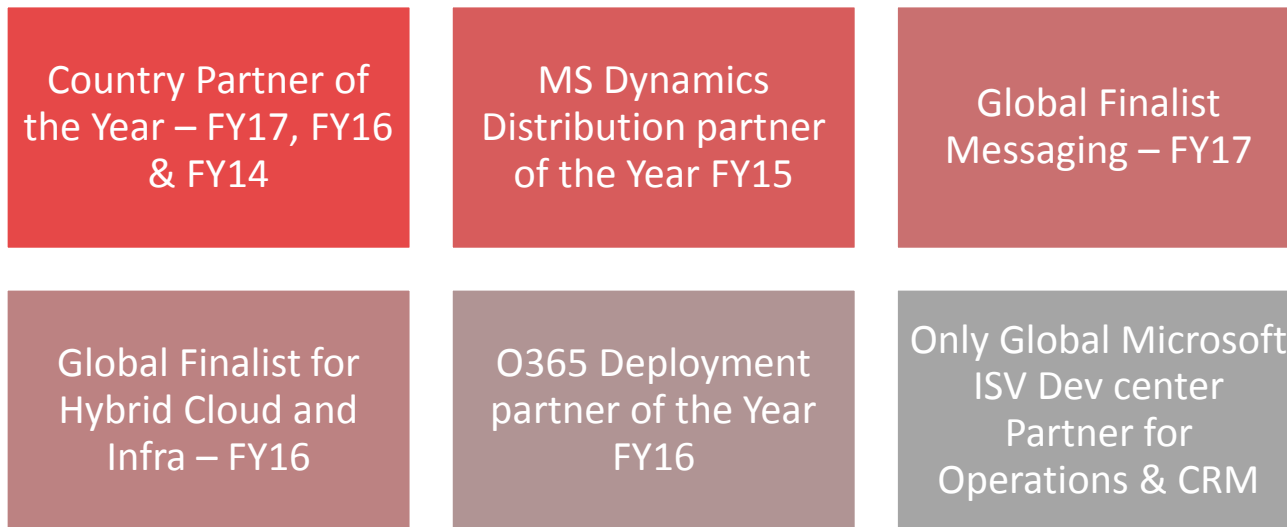 Country Partner of
the Year – FY17, FY16
& FY14
MS Dynamics
Distribution partner
of the Year FY15
Global Finalist
Messaging – FY17
Global Finalist for
Hybrid Cloud and
Infra – FY16
O365 Deployment
partner of the Year
FY16
Only Global Microsoft
ISV Dev center
Partner for
Operations & CRM